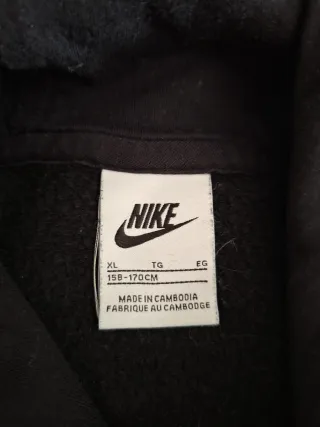 NIKE
XL TG EG
158-170CM
MADE IN CAMBODIA
FABRIQUE AU CAMBODGE